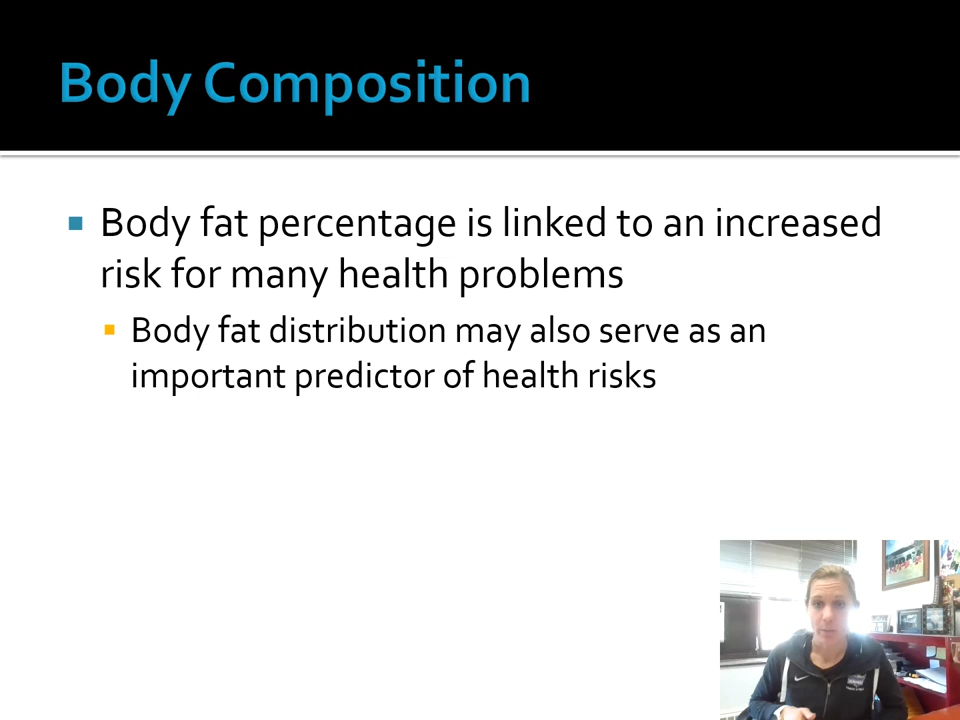 Body Composition
Body fat percentage is linked to an increased
risk for many health problems
Body fat distribution may also serve as an
important predictor of health risks